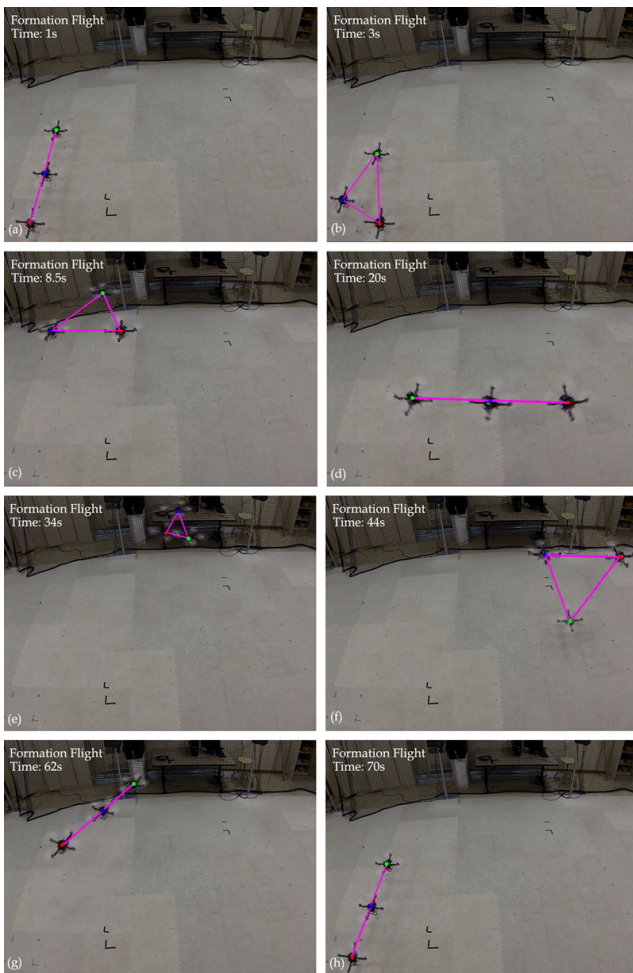 Formation Flight
Time: 1s
(a)
Formation Flight
Time: 3s
(b)
Formation Flight
Time: 8.5s
(c)
Formation Flight
Time: 20s
(d)
Formation Flight
Time: 34s
(e)
Formation Flight
Time: 44s
(f)
Formation Flight
Time: 62s
(g)
Formation Flight
Time: 70s
(h)